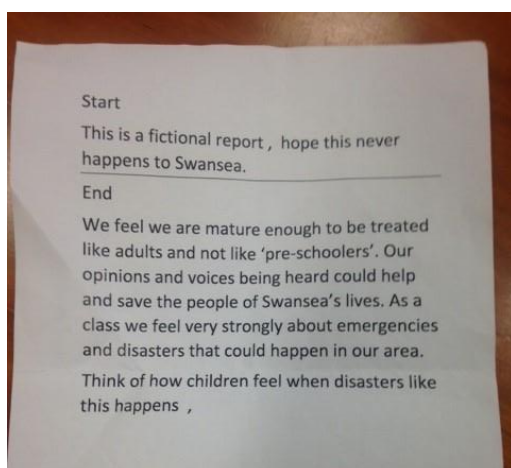 Start
This is a fictional report , hope this never
happens to Swansea.
End
We feel we are mature enough to be treated
like adults and not like ‘pre-schoolers’. Our
opinions and voices being heard could help
and save the people of Swansea’s lives. As a
class we feel very strongly about emergencies
and disasters that could happen in our area.
Think of how children feel when disasters like
this happens ,